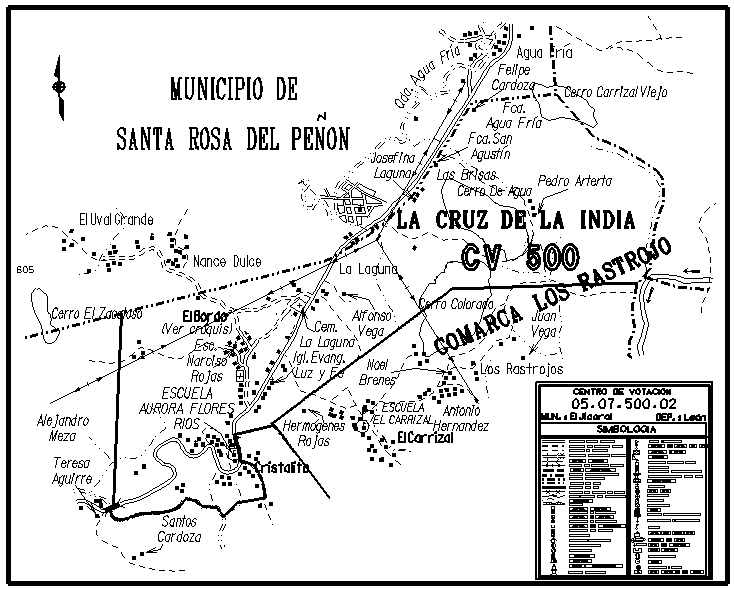 MUNICIPIO DE
SANTA ROSA DEL PEÑON
Qda. Agua Fría
Agua Fría
Felipe
Cardoza
Cerro Carrizal Viejo
Fca.
Agua Fría
Fca. San
Agustín
Josefina
Laguna
Las Brisas
Cerro De Agua
Pedro Arterta
El Uval Grande
LA CRUZ DE LA INDIA
CV 500
Nance Dulce
605
La Laguna
COMARCA LOS RASTROJO
Cerro El Zacatoso
El Bordo
(Ver croquis)
Esc.
Narciso
Rojas
Cem.
La Laguna
Igl. Evang.
Luz y Fe
Alfonso
Vega
Cerro Colorado
Juan
Vega
Noel
Brenes
Los Rastrojos
ESCUELA
AURORA FLORES
RIOS
Alejandro
Meza
Hermogenes
Rojas
ESCUELA
EL CARRIZAL
Antonio
Hernandez
El Carrizal
Teresa
Aguirre
Cristalito
Santos
Cardoza
CENTRO DE VOTACION
05.07.500.02
MUN.: El Jicaral DEP.: León
SIMBOLOGIA